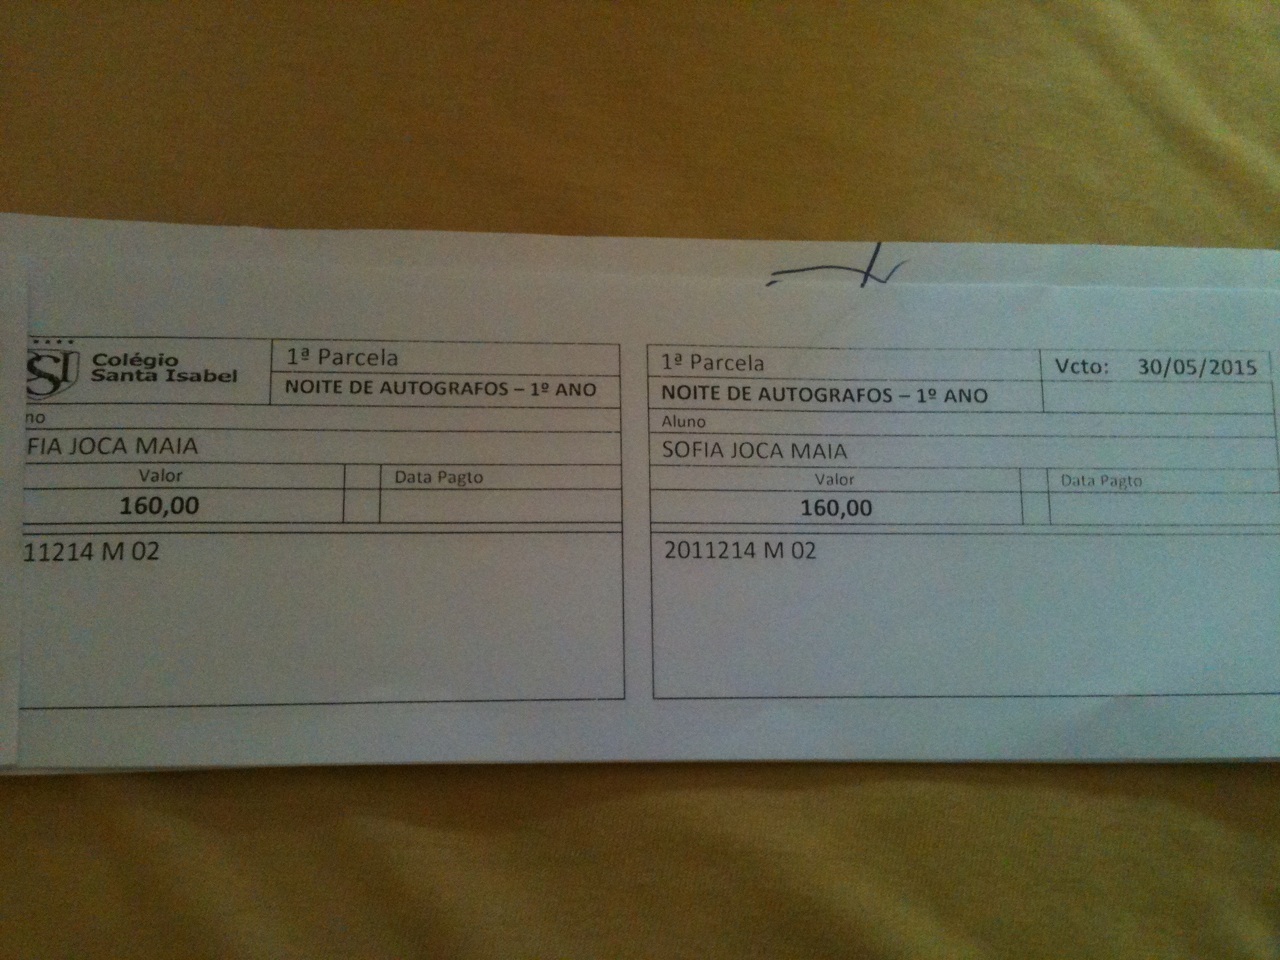 SI
Colégio
Santa Isabel
1ª Parcela
NOITE DE AUTOGRAFOS – 1º ANO
no
FIA JOCA MAIA
Valor
Data Pagto
160,00
11214 M 02
1ª Parcela
Vcto: 30/05/2015
NOITE DE AUTOGRAFOS – 1º ANO
Aluno
SOFIA JOCA MAIA
Valor
Data Pagto
160,00
2011214 M 02